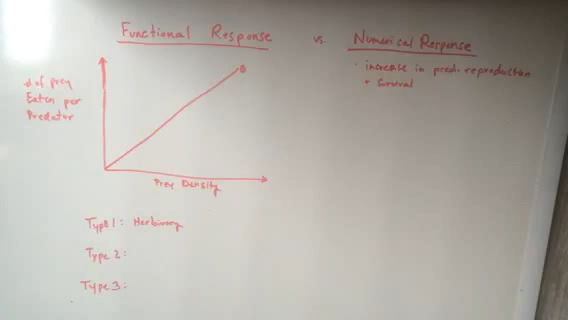 Functional Response vs. Numerical Response
· increase in pred. reproduction
+ Survival
# of prey
Eaten per
Predator
Prey Density
Type 1: Herbivory
Type 2:
Type 3: